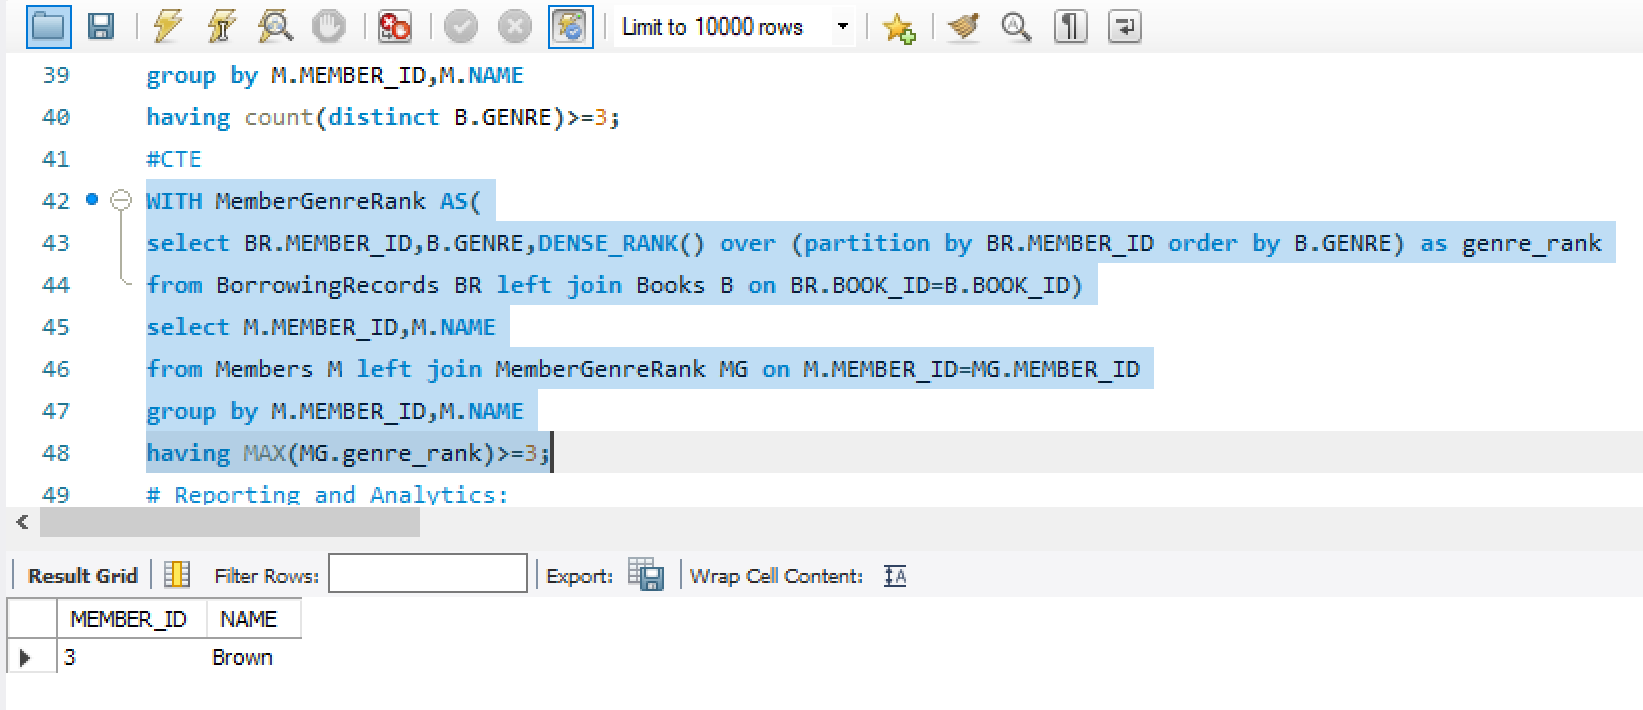 Limit to 10000 rows
39 group by M.MEMBER_ID,M.NAME
40 having count(distinct B.GENRE)>=3;
41 #CTE
42 WITH MemberGenreRank AS(
43 select BR.MEMBER_ID,B.GENRE,DENSE_RANK() over (partition by BR.MEMBER_ID order by B.GENRE) as genre_rank
44 from BorrowingRecords BR left join Books B on BR.BOOK_ID=B.BOOK_ID)
45 select M.MEMBER_ID,M.NAME
46 from Members M left join MemberGenreRank MG on M.MEMBER_ID=MG.MEMBER_ID
47 group by M.MEMBER_ID,M.NAME
48 having MAX(MG.genre_rank)>=3;
49 # Reporting and Analytics:
Result Grid Filter Rows: Export: Wrap Cell Content:
MEMBER_ID NAME
3 Brown